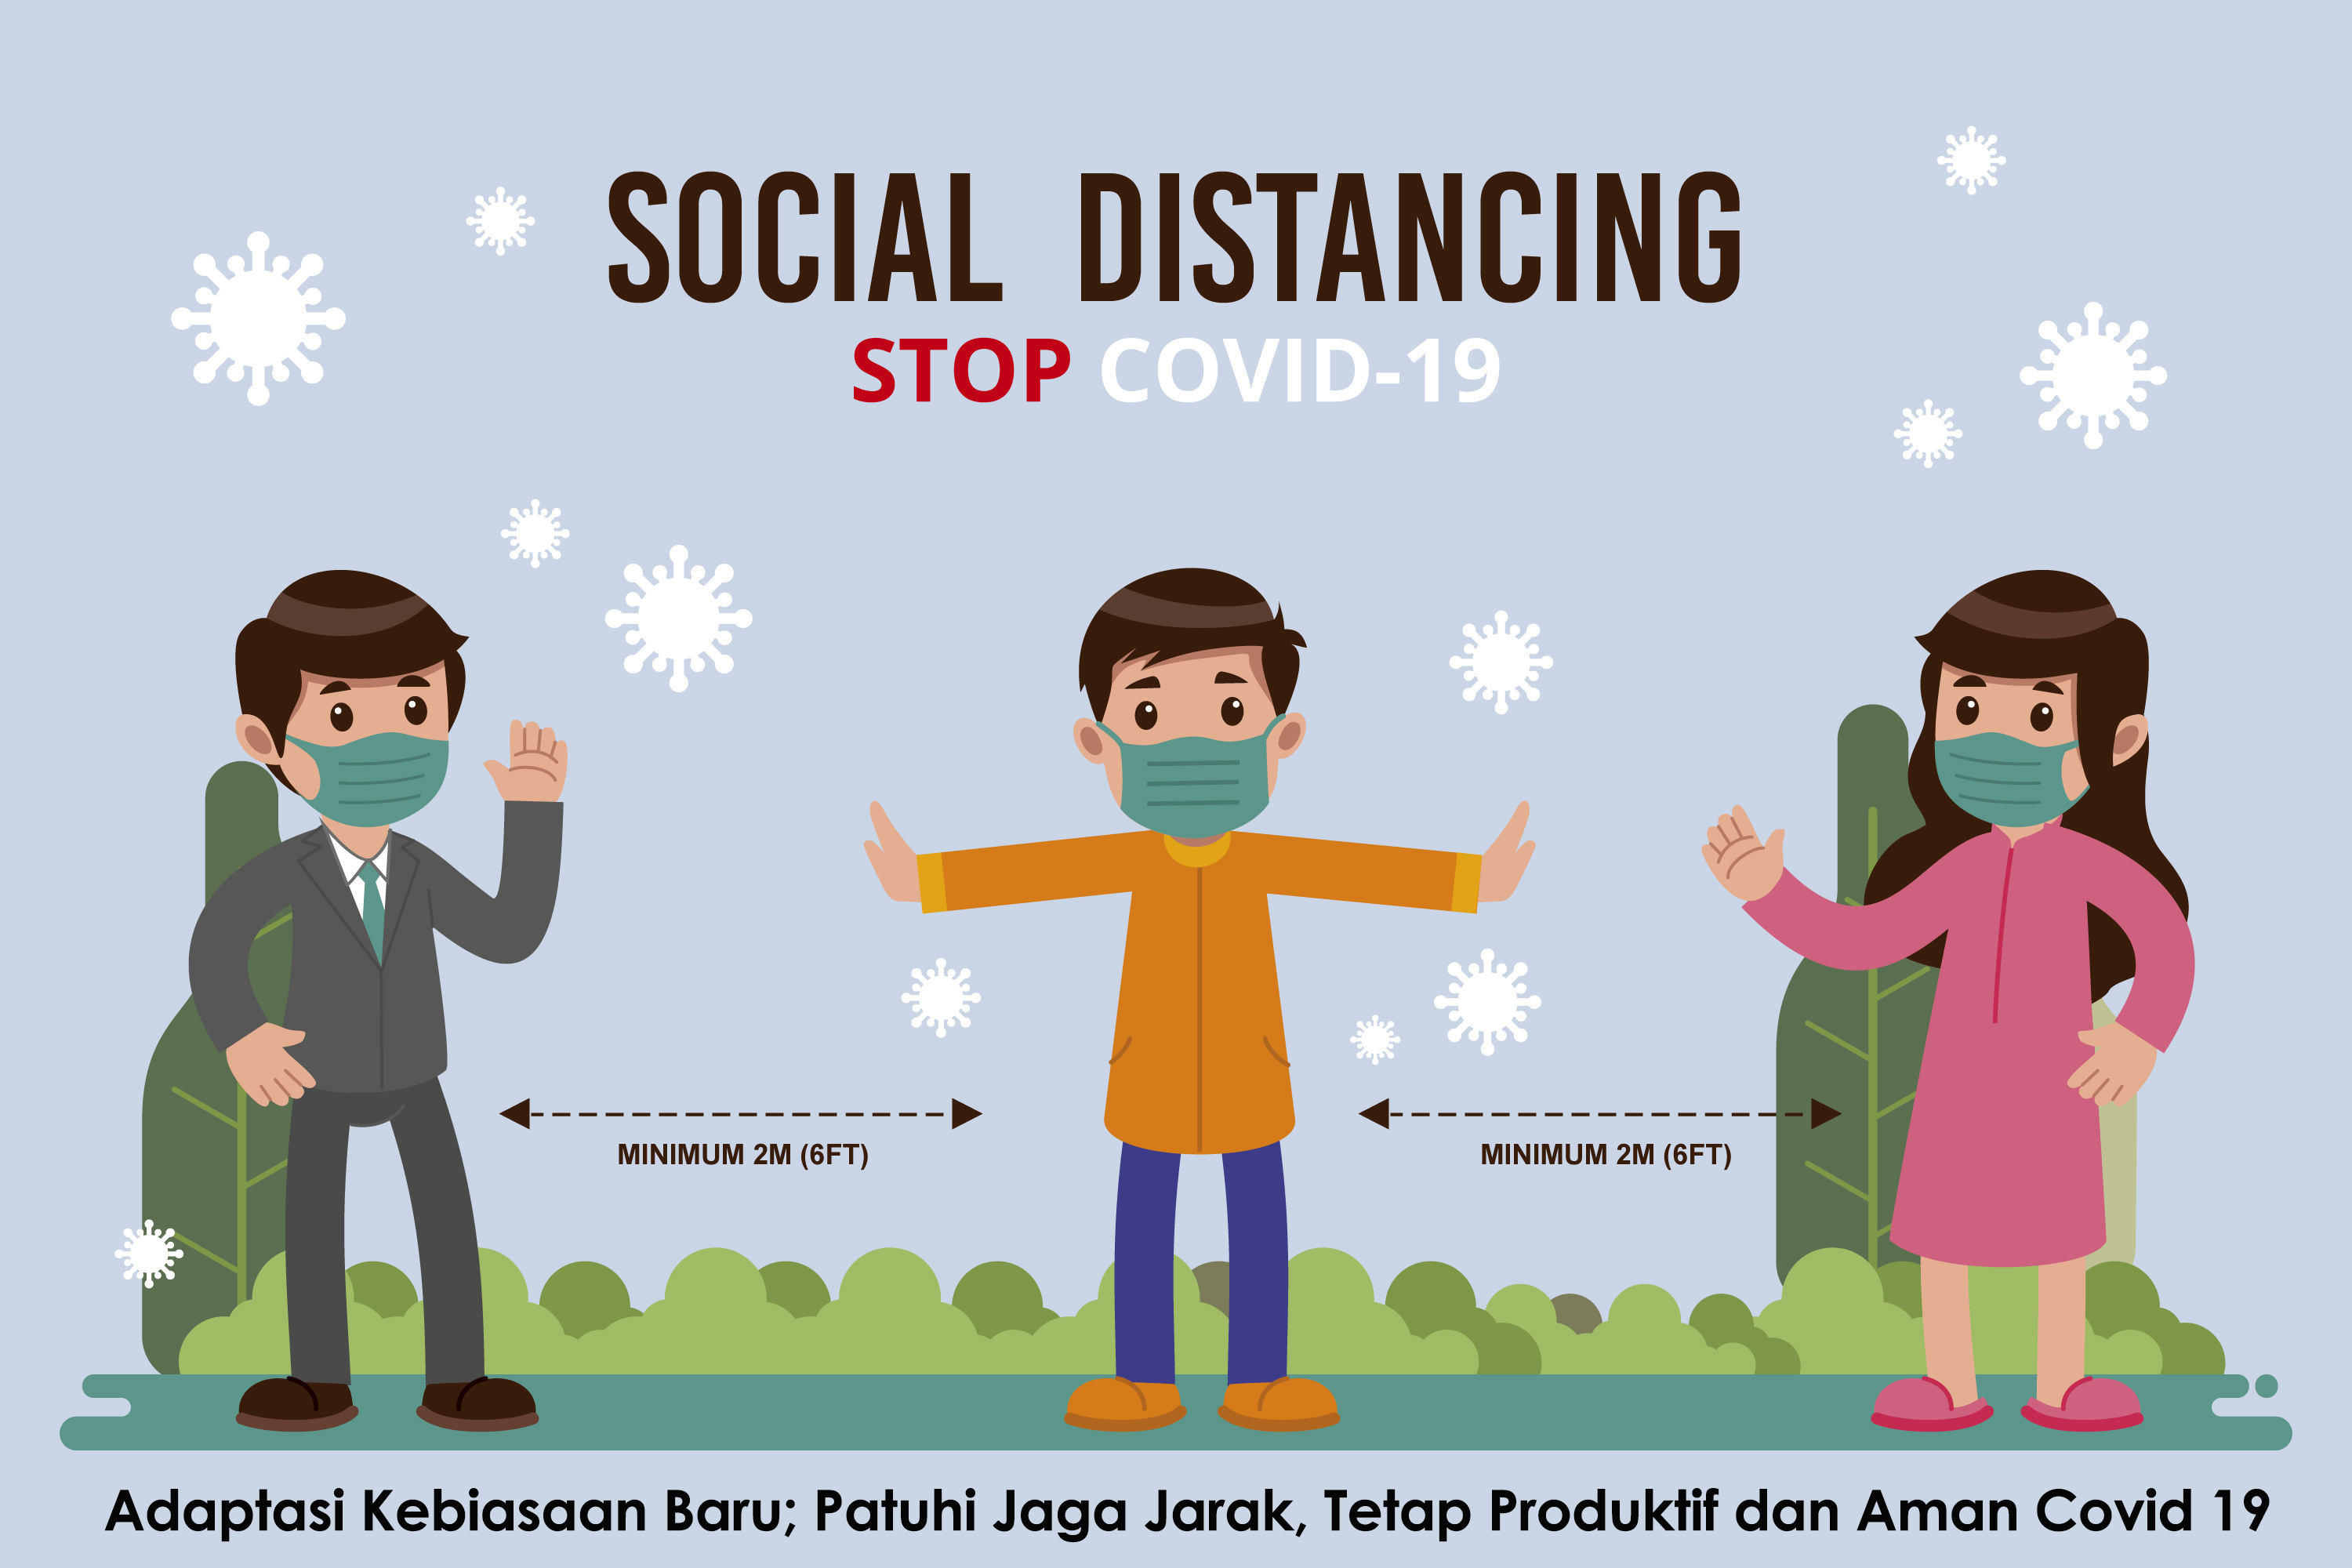 SOCIAL DISTANCING
STOP COVID-19
MINIMUM 2M (6FT)
MINIMUM 2M (6FT)
Adaptasi Kebiasaan Baru; Patuhi Jaga Jarak, Tetap Produktif dan Aman Covid 19